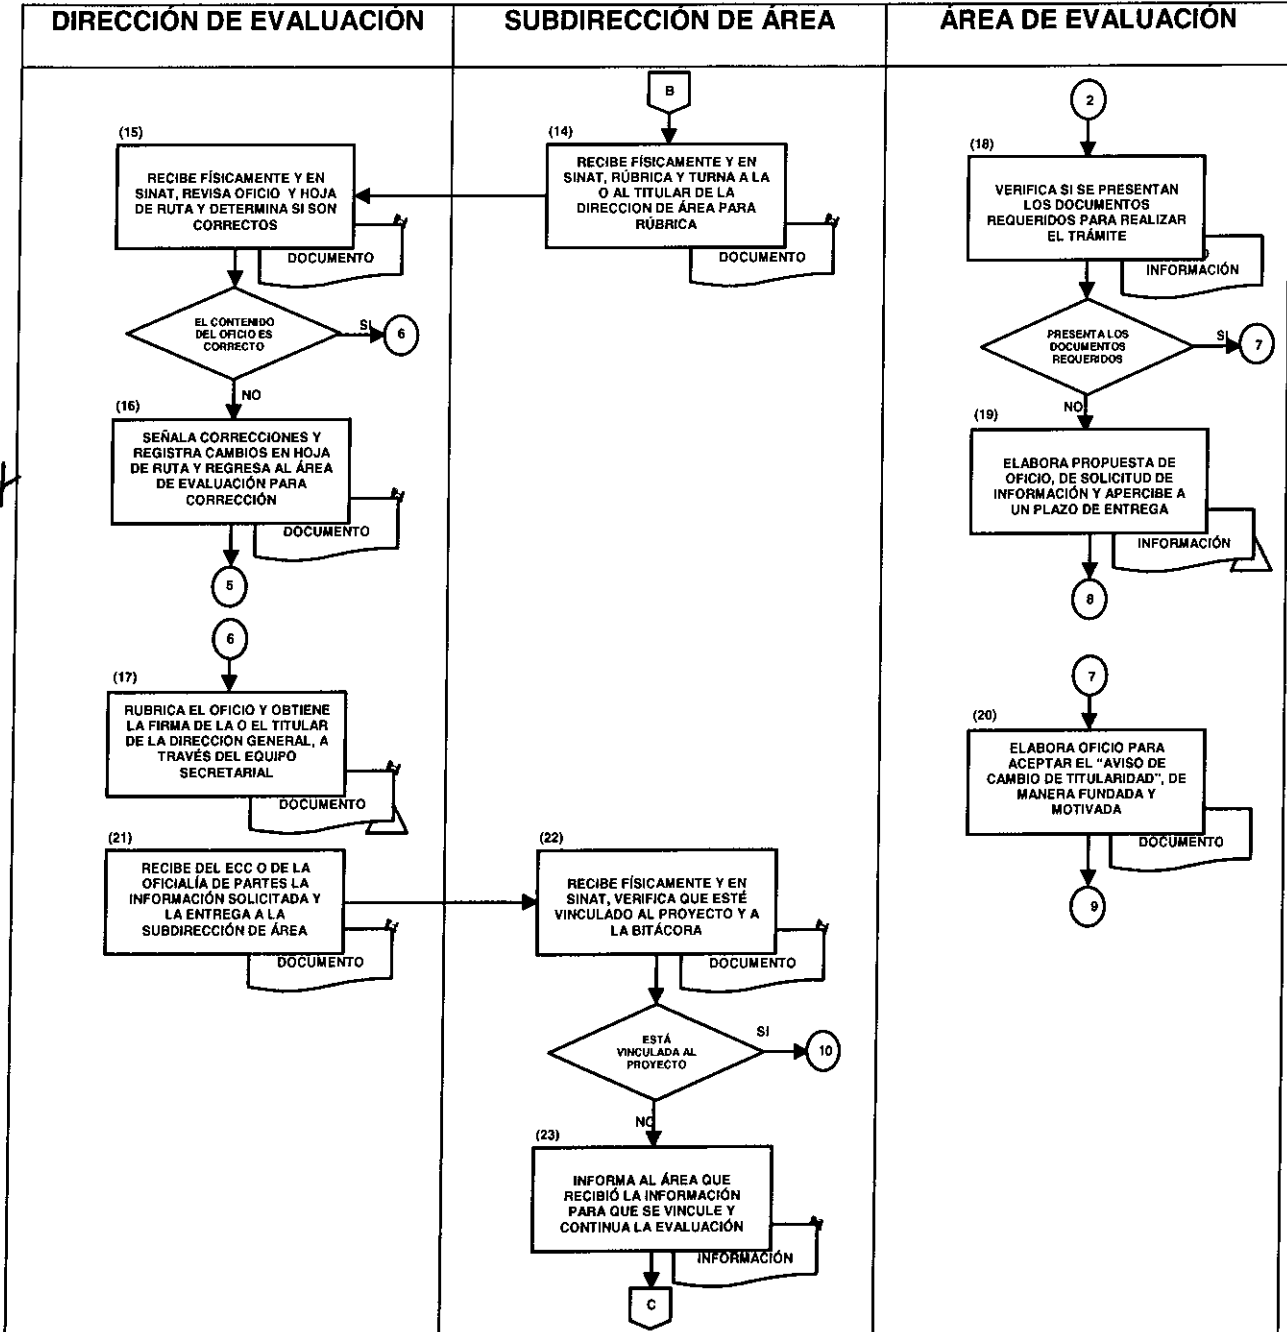 DIRECCIÓN DE EVALUACIÓN
SUBDIRECCIÓN DE ÁREA
ÁREA DE EVALUACIÓN
B
(14)
RECIBE FÍSICAMENTE Y EN
SINAT, RÚBRICA Y TURNA A LA
O AL TITULAR DE LA
DIRECCION DE ÁREA PARA
RÚBRICA
DOCUMENTO
(15)
RECIBE FÍSICAMENTE Y EN
SINAT, REVISA OFICIO Y HOJA
DE RUTA Y DETERMINA SI SON
CORRECTOS
DOCUMENTO
EL CONTENIDO
DEL OFICIO ES
CORRECTO
SI
6
NO
(16)
SEÑALA CORRECCIONES Y
REGISTRA CAMBIOS EN HOJA
DE RUTA Y REGRESA AL ÁREA
DE EVALUACIÓN PARA
CORRECCIÓN
DOCUMENTO
5
6
(17)
RUBRICA EL OFICIO Y OBTIENE
LA FIRMA DE LA O EL TITULAR
DE LA DIRECCION GENERAL, A
TRAVÉS DEL EQUIPO
SECRETARIAL
DOCUMENTO
2
(18)
VERIFICA SI SE PRESENTAN
LOS DOCUMENTOS
REQUERIDOS PARA REALIZAR
EL TRÁMITE
INFORMACIÓN
PRESENTA LOS
DOCUMENTOS
REQUERIDOS
SI
7
NO
(19)
ELABORA PROPUESTA DE
OFICIO, DE SOLICITUD DE
INFORMACIÓN Y APERCIBE A
UN PLAZO DE ENTREGA
INFORMACIÓN
8
7
(20)
ELABORA OFICIO PARA
ACEPTAR EL “AVISO DE
CAMBIO DE TITULARIDAD”, DE
MANERA FUNDADA Y
MOTIVADA
DOCUMENTO
9
(21)
RECIBE DEL ECC O DE LA
OFICIALÍA DE PARTES LA
INFORMACIÓN SOLICITADA Y
LA ENTREGA A LA
SUBDIRECCIÓN DE ÁREA
DOCUMENTO
(22)
RECIBE FÍSICAMENTE Y EN
SINAT, VERIFICA QUE ESTÉ
VINCULADO AL PROYECTO Y A
LA BITÁCORA
DOCUMENTO
ESTÁ
VINCULADA AL
PROYECTO
SI
10
NO
(23)
INFORMA AL ÁREA QUE
RECIBIÓ LA INFORMACIÓN
PARA QUE SE VINCULE Y
CONTINUA LA EVALUACIÓN
INFORMACIÓN
C